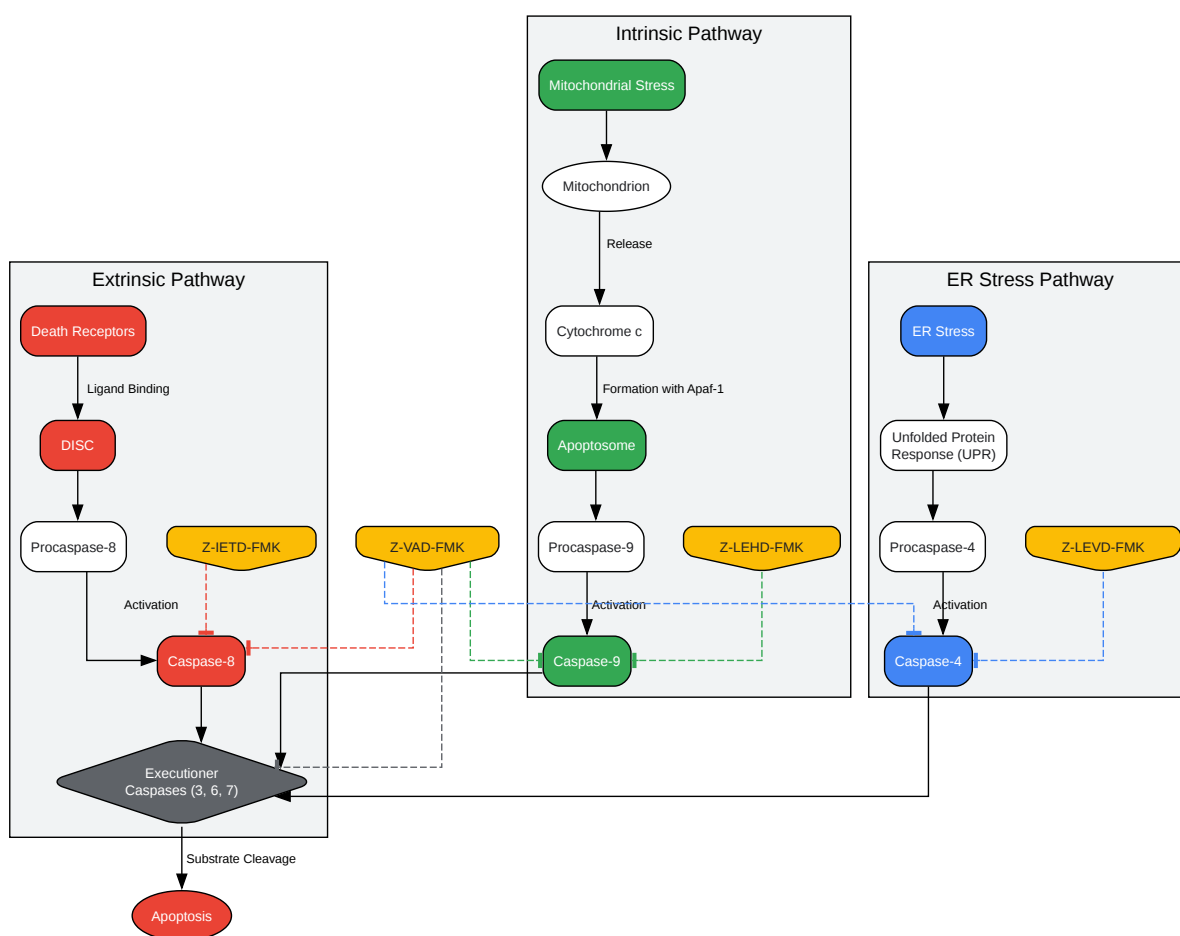 Intrinsic Pathway
Mitochondrial Stress
Mitochondrion
Release
Cytochrome c
Formation with Apaf-1
Apoptosome
Procaspase-9
Z-LEHD-FMK
Activation
Caspase-9
Extrinsic Pathway
Death Receptors
Ligand Binding
DISC
Procaspase-8
Z-IETD-FMK
Z-VAD-FMK
Activation
Caspase-8
Executioner
Caspases (3, 6, 7)
Substrate Cleavage
Apoptosis
ER Stress Pathway
ER Stress
Unfolded Protein
Response (UPR)
Procaspase-4
Z-LEVD-FMK
Activation
Caspase-4